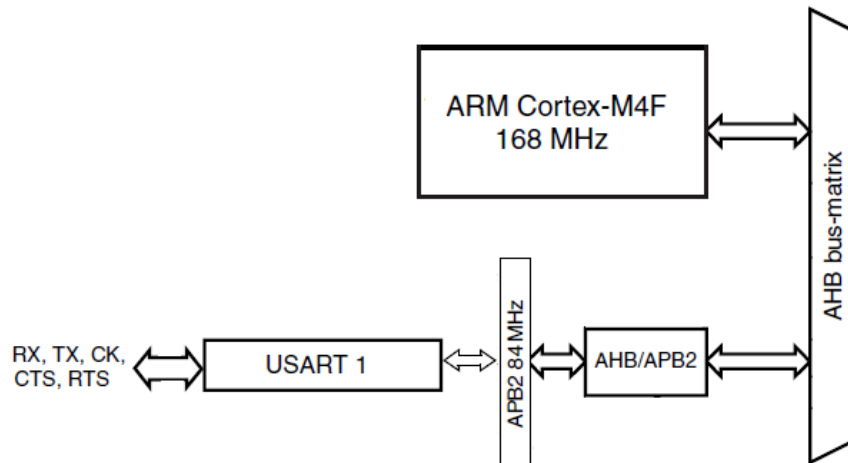 ARM Cortex-M4F
168 MHz
AHB bus-matrix
RX, TX, CK,
CTS, RTS
USART 1
APB2 84 MHz
AHB/APB2